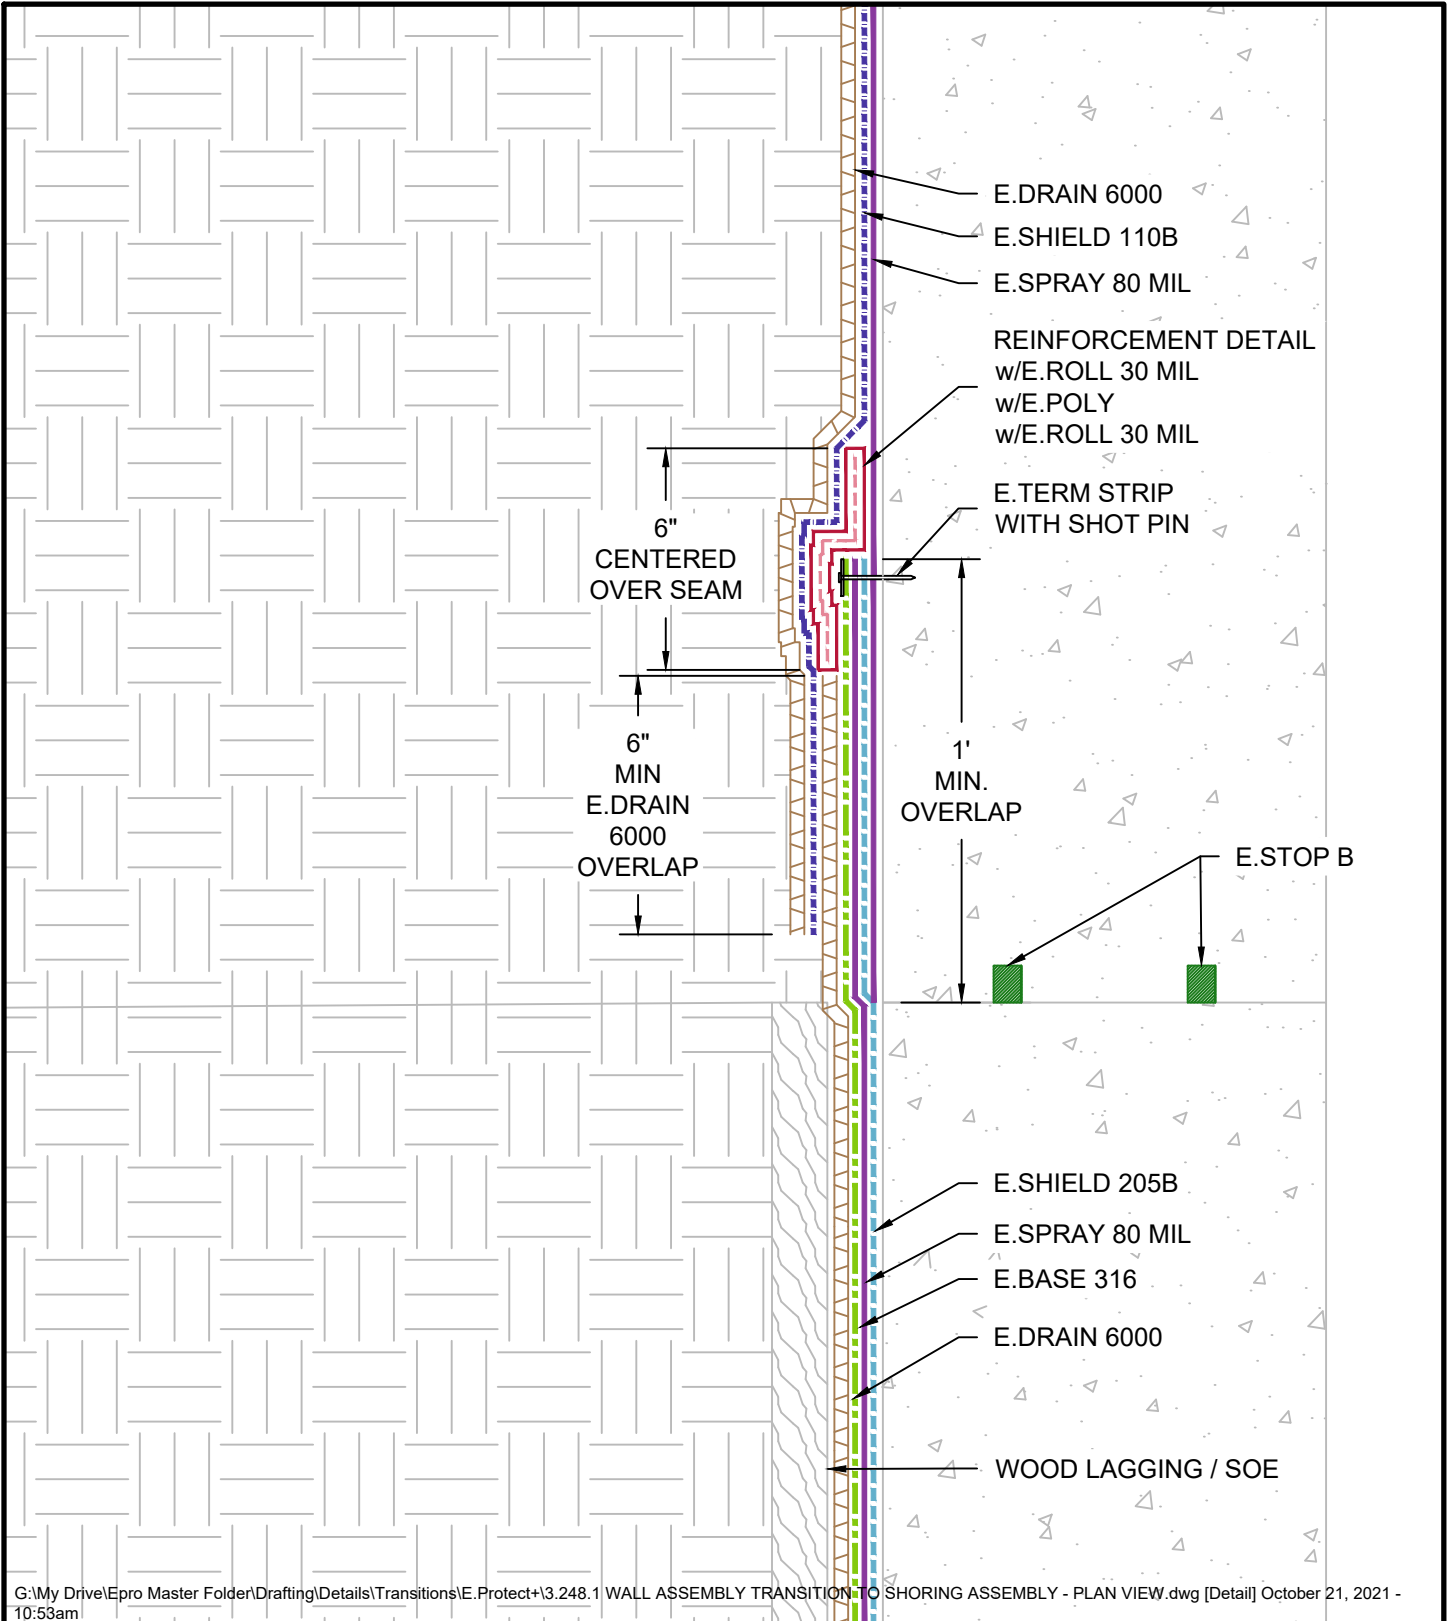 E.DRAIN 6000
E.SHIELD 110B
E.SPRAY 80 MIL
REINFORCEMENT DETAIL
w/E.ROLL 30 MIL
w/E.POLY
w/E.ROLL 30 MIL
E.TERM STRIP
WITH SHOT PIN
6"
CENTERED
OVER SEAM
6"
MIN
E.DRAIN
6000
OVERLAP
1'
MIN.
OVERLAP
E.STOP B
E.SHIELD 205B
E.SPRAY 80 MIL
E.BASE 316
E.DRAIN 6000
WOOD LAGGING / SOE
G:\My Drive\Epro Master Folder\Drafting\Details\Transitions\E.Protect+\3.248.1 WALL ASSEMBLY TRANSITION TO SHORING ASSEMBLY - PLAN VIEW.dwg [Detail] October 21, 2021 -
10:53am